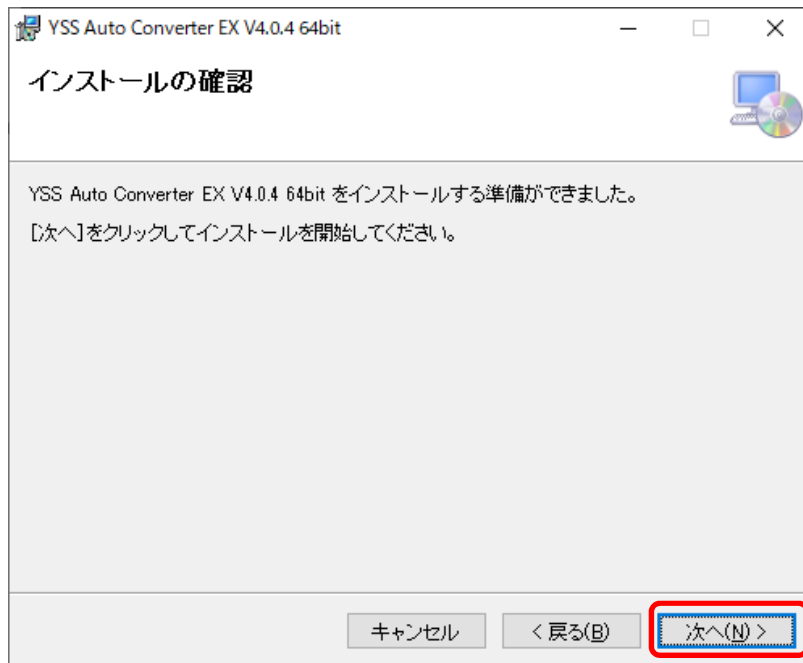 YSS Auto Converter EX V4.0.4 64bit
インストールの確認
YSS Auto Converter EX V4.0.4 64bit をインストールする準備ができました。
[次へ]をクリックしてインストールを開始してください。
キャンセル < 戻る(B) 次へ(N) >